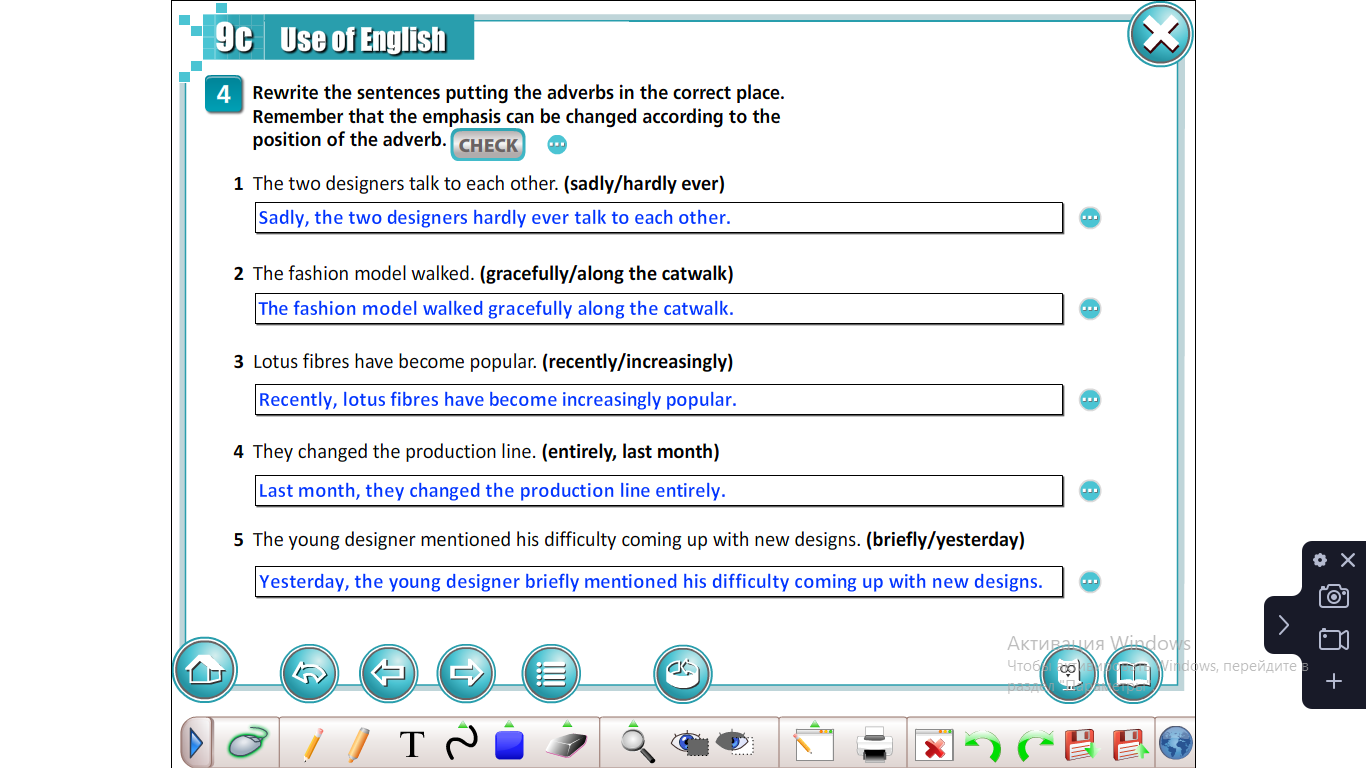 9c Use of English
4 Rewrite the sentences putting the adverbs in the correct place.
Remember that the emphasis can be changed according to the
position of the adverb. CHECK
1 The two designers talk to each other. (sadly/hardly ever)
Sadly, the two designers hardly ever talk to each other.
2 The fashion model walked. (gracefully/along the catwalk)
The fashion model walked gracefully along the catwalk.
3 Lotus fibres have become popular. (recently/increasingly)
Recently, lotus fibres have become increasingly popular.
4 They changed the production line. (entirely, last month)
Last month, they changed the production line entirely.
5 The young designer mentioned his difficulty coming up with new designs. (briefly/yesterday)
Yesterday, the young designer briefly mentioned his difficulty coming up with new designs.
Активация Windows
Чтобы Windows, перейдите в
раздел
T